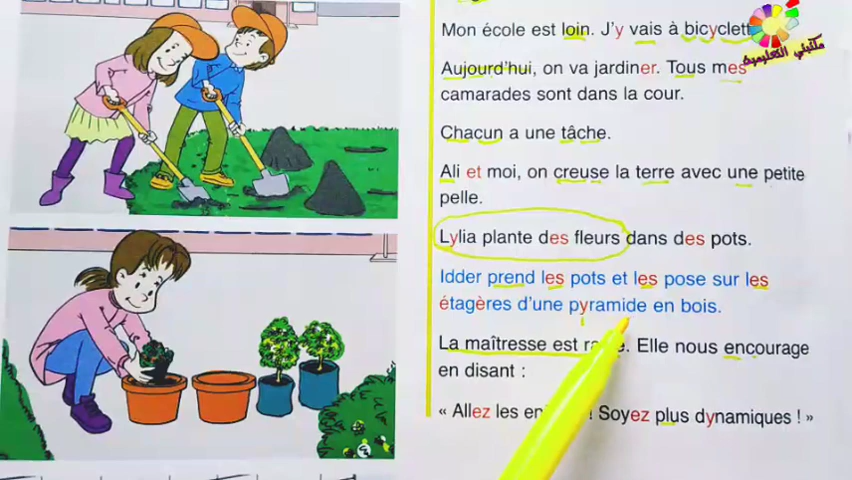 Mon école est loin. J'y vais à bicyclett
Aujourd'hui, on va jardiner. Tous mes
camarades sont dans la cour.
Chacun a une tâche.
Ali et moi, on creuse la terre avec une petite
pelle.
Lylia plante des fleurs dans des pots.
Idder prend les pots et les pose sur les
étagères d'une pyramide en bois.
La maîtresse est Elle nous encourage
en disant :
« Allez les ! Soyez plus dynamiques ! »
مكتبتي التعليمية